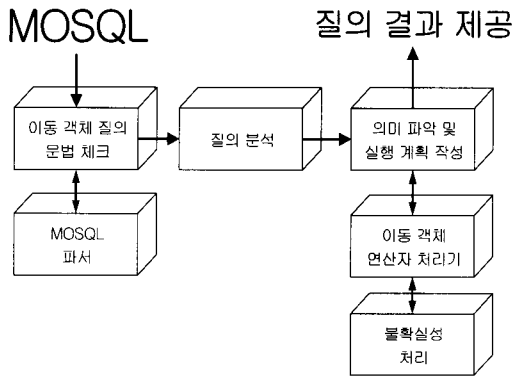 MOSQL
질의 결과 제공
이동 객체 질의
문법 체크
질의 분석
의미 파악 및
실행 계획 작성
MOSQL
파서
이동 객체
연산자 처리기
불확실성
처리